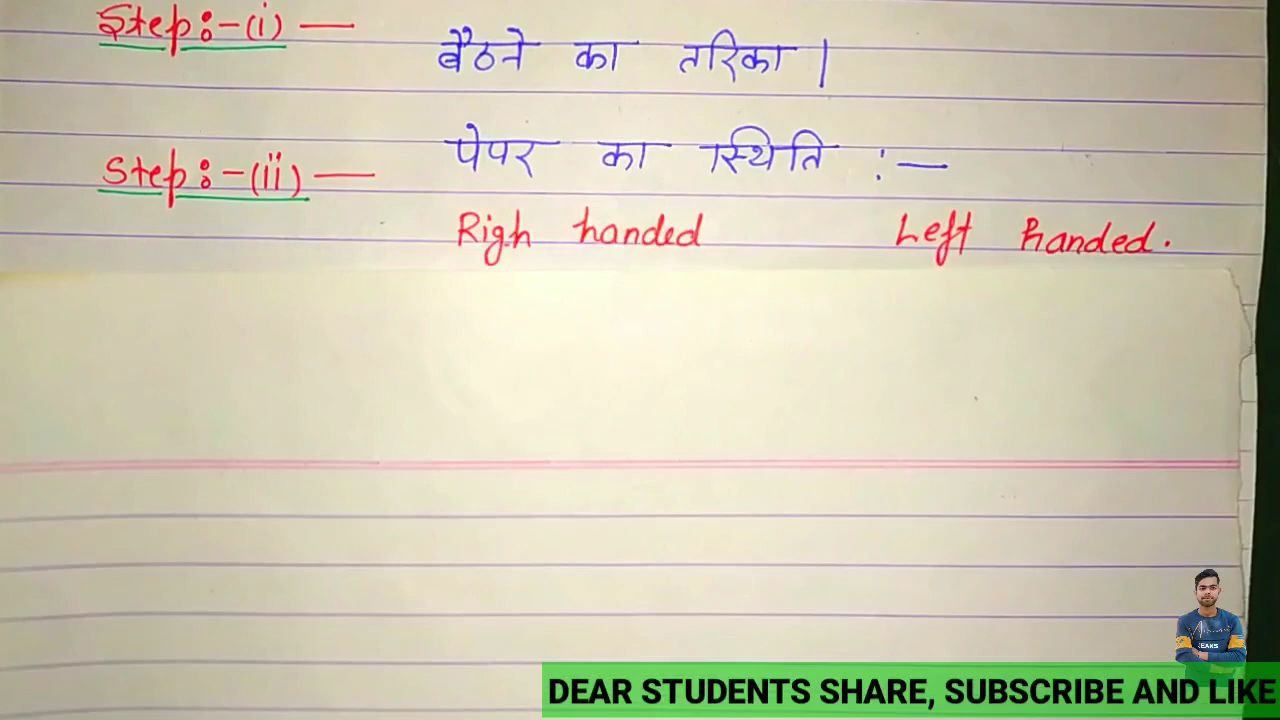 Step:-(i) — बैठने का तरिका |
Step:-(ii) — पेपर का स्थिति :—
Righ handed Left handed.
DEAR STUDENTS SHARE, SUBSCRIBE AND LIKE